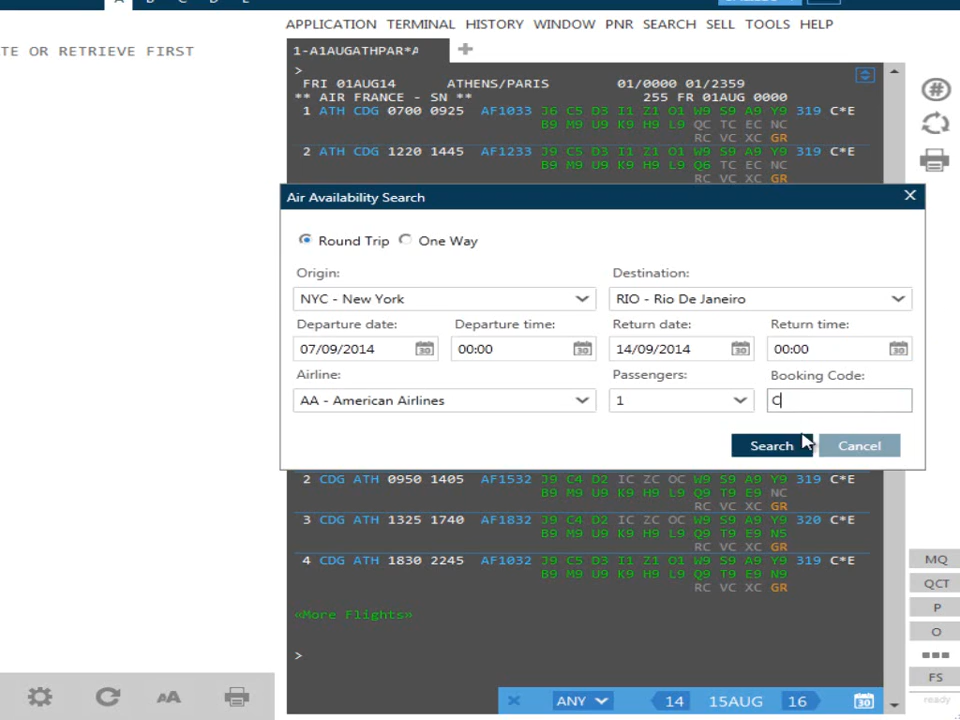 APPLICATION TERMINAL HISTORY WINDOW PNR SEARCH SELL TOOLS HELP
TE OR RETRIEVE FIRST
1-A1AUGATHPAR*A
>
FRI 01AUG14 ATHENS/PARIS 01/0000 01/2359
** AIR FRANCE - SN ** 255 FR 01AUG 0000
1 ATH CDG 0700 0925 AF1033 J6 C5 D3 I1 Z1 O1 W9 S9 A9 Y9 319 C*E
B9 M9 U9 K9 H9 L9 QC TC EC NC
RC VC XC GR
2 ATH CDG 1220 1445 AF1233 J9 C5 D3 I1 Z1 O1 W9 S9 A9 Y9 319 C*E
B9 M9 U9 K9 H9 L9 Q6 TC EC NC
RC VC XC GR
Air Availability Search
Round Trip One Way
Origin: Destination:
NYC - New York RIO - Rio De Janeiro
Departure date: Departure time: Return date: Return time:
07/09/2014 00:00 14/09/2014 00:00
Airline: Passengers: Booking Code:
AA - American Airlines 1 C
Search Cancel
2 CDG ATH 0950 1405 AF1532 J9 C4 D2 IC ZC OC W9 S9 A9 Y9 319 C*E
B9 M9 U9 K9 H9 L9 Q9 T9 E9 NC
RC VC XC GR
3 CDG ATH 1325 1740 AF1832 J9 C4 D2 IC ZC OC W9 S9 A9 Y9 320 C*E
B9 M9 U9 K9 H9 L9 Q9 T9 E9 N5
RC VC XC GR
4 CDG ATH 1830 2245 AF1032 J9 C5 D3 I1 Z1 O1 W9 S9 A9 Y9 319 C*E
B9 M9 U9 K9 H9 L9 Q9 T9 E9 N9
RC VC XC GR
«More Flights»
>
MQ
QCT
P
O
FS
ready
ANY 14 15AUG 16